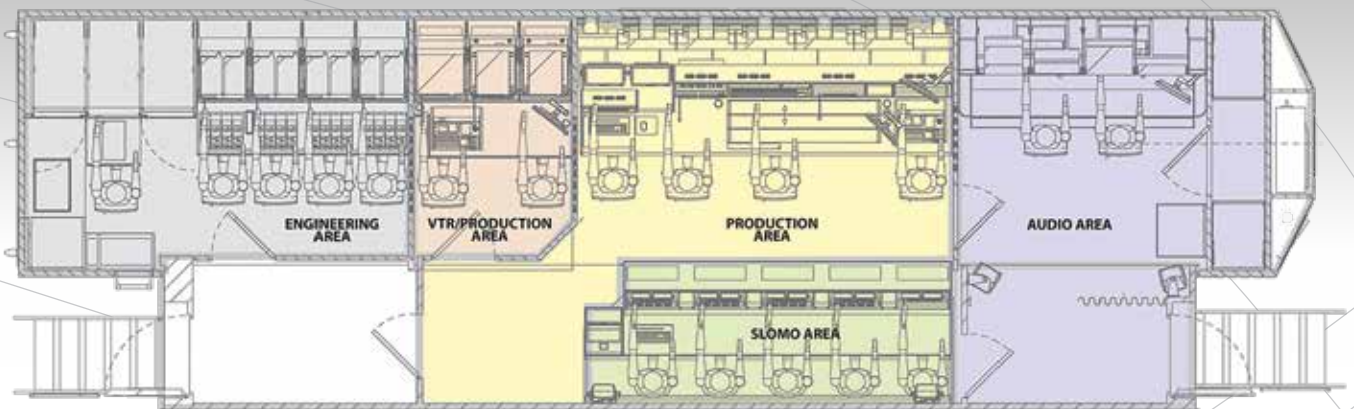 ENGINEERING
AREA
VTR/PRODUCTION
AREA
PRODUCTION
AREA
AUDIO AREA
SLOMO AREA